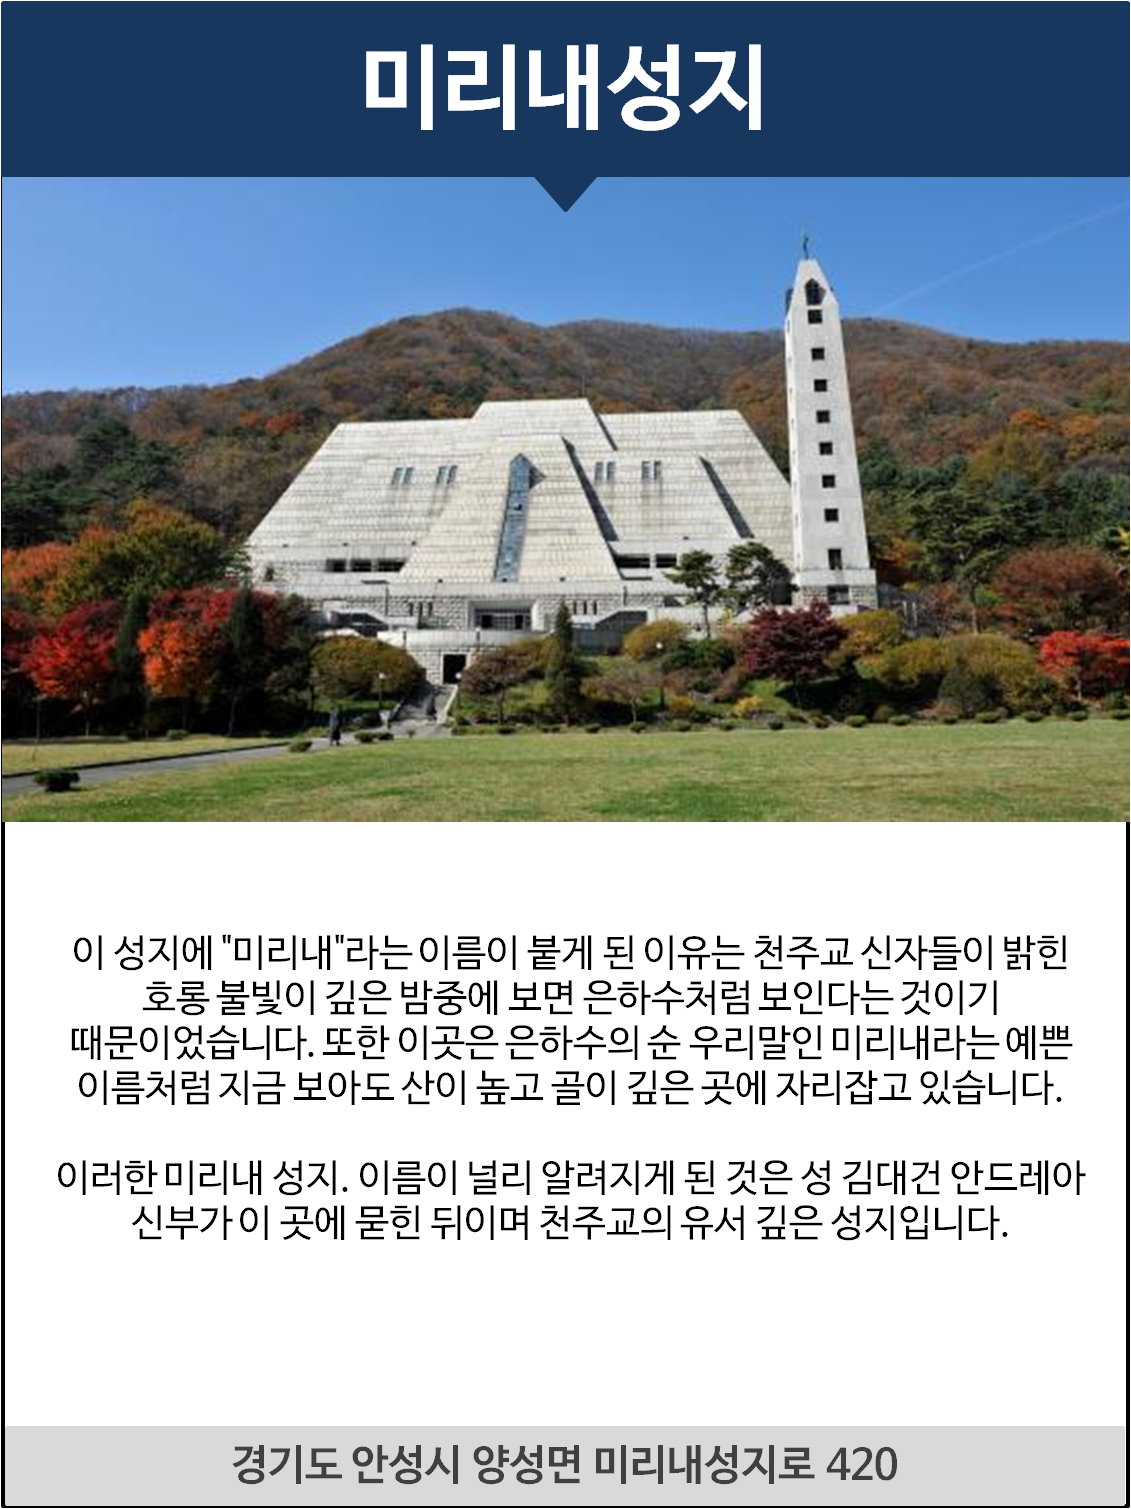 미리내성지
이 성지에 "미리내"라는 이름이 붙게 된 이유는 천주교 신자들이 밝힌
호롱 불빛이 깊은 밤중에 보면 은하수처럼 보인다는 것이기
때문이었습니다. 또한 이곳은 은하수의 순 우리말인 미리내라는 예쁜
이름처럼 지금 보아도 산이 높고 골이 깊은 곳에 자리잡고 있습니다.
이러한 미리내 성지. 이름이 널리 알려지게 된 것은 성 김대건 안드레아
신부가 이 곳에 묻힌 뒤이며 천주교의 유서 깊은 성지입니다.
경기도 안성시 양성면 미리내성지로 420